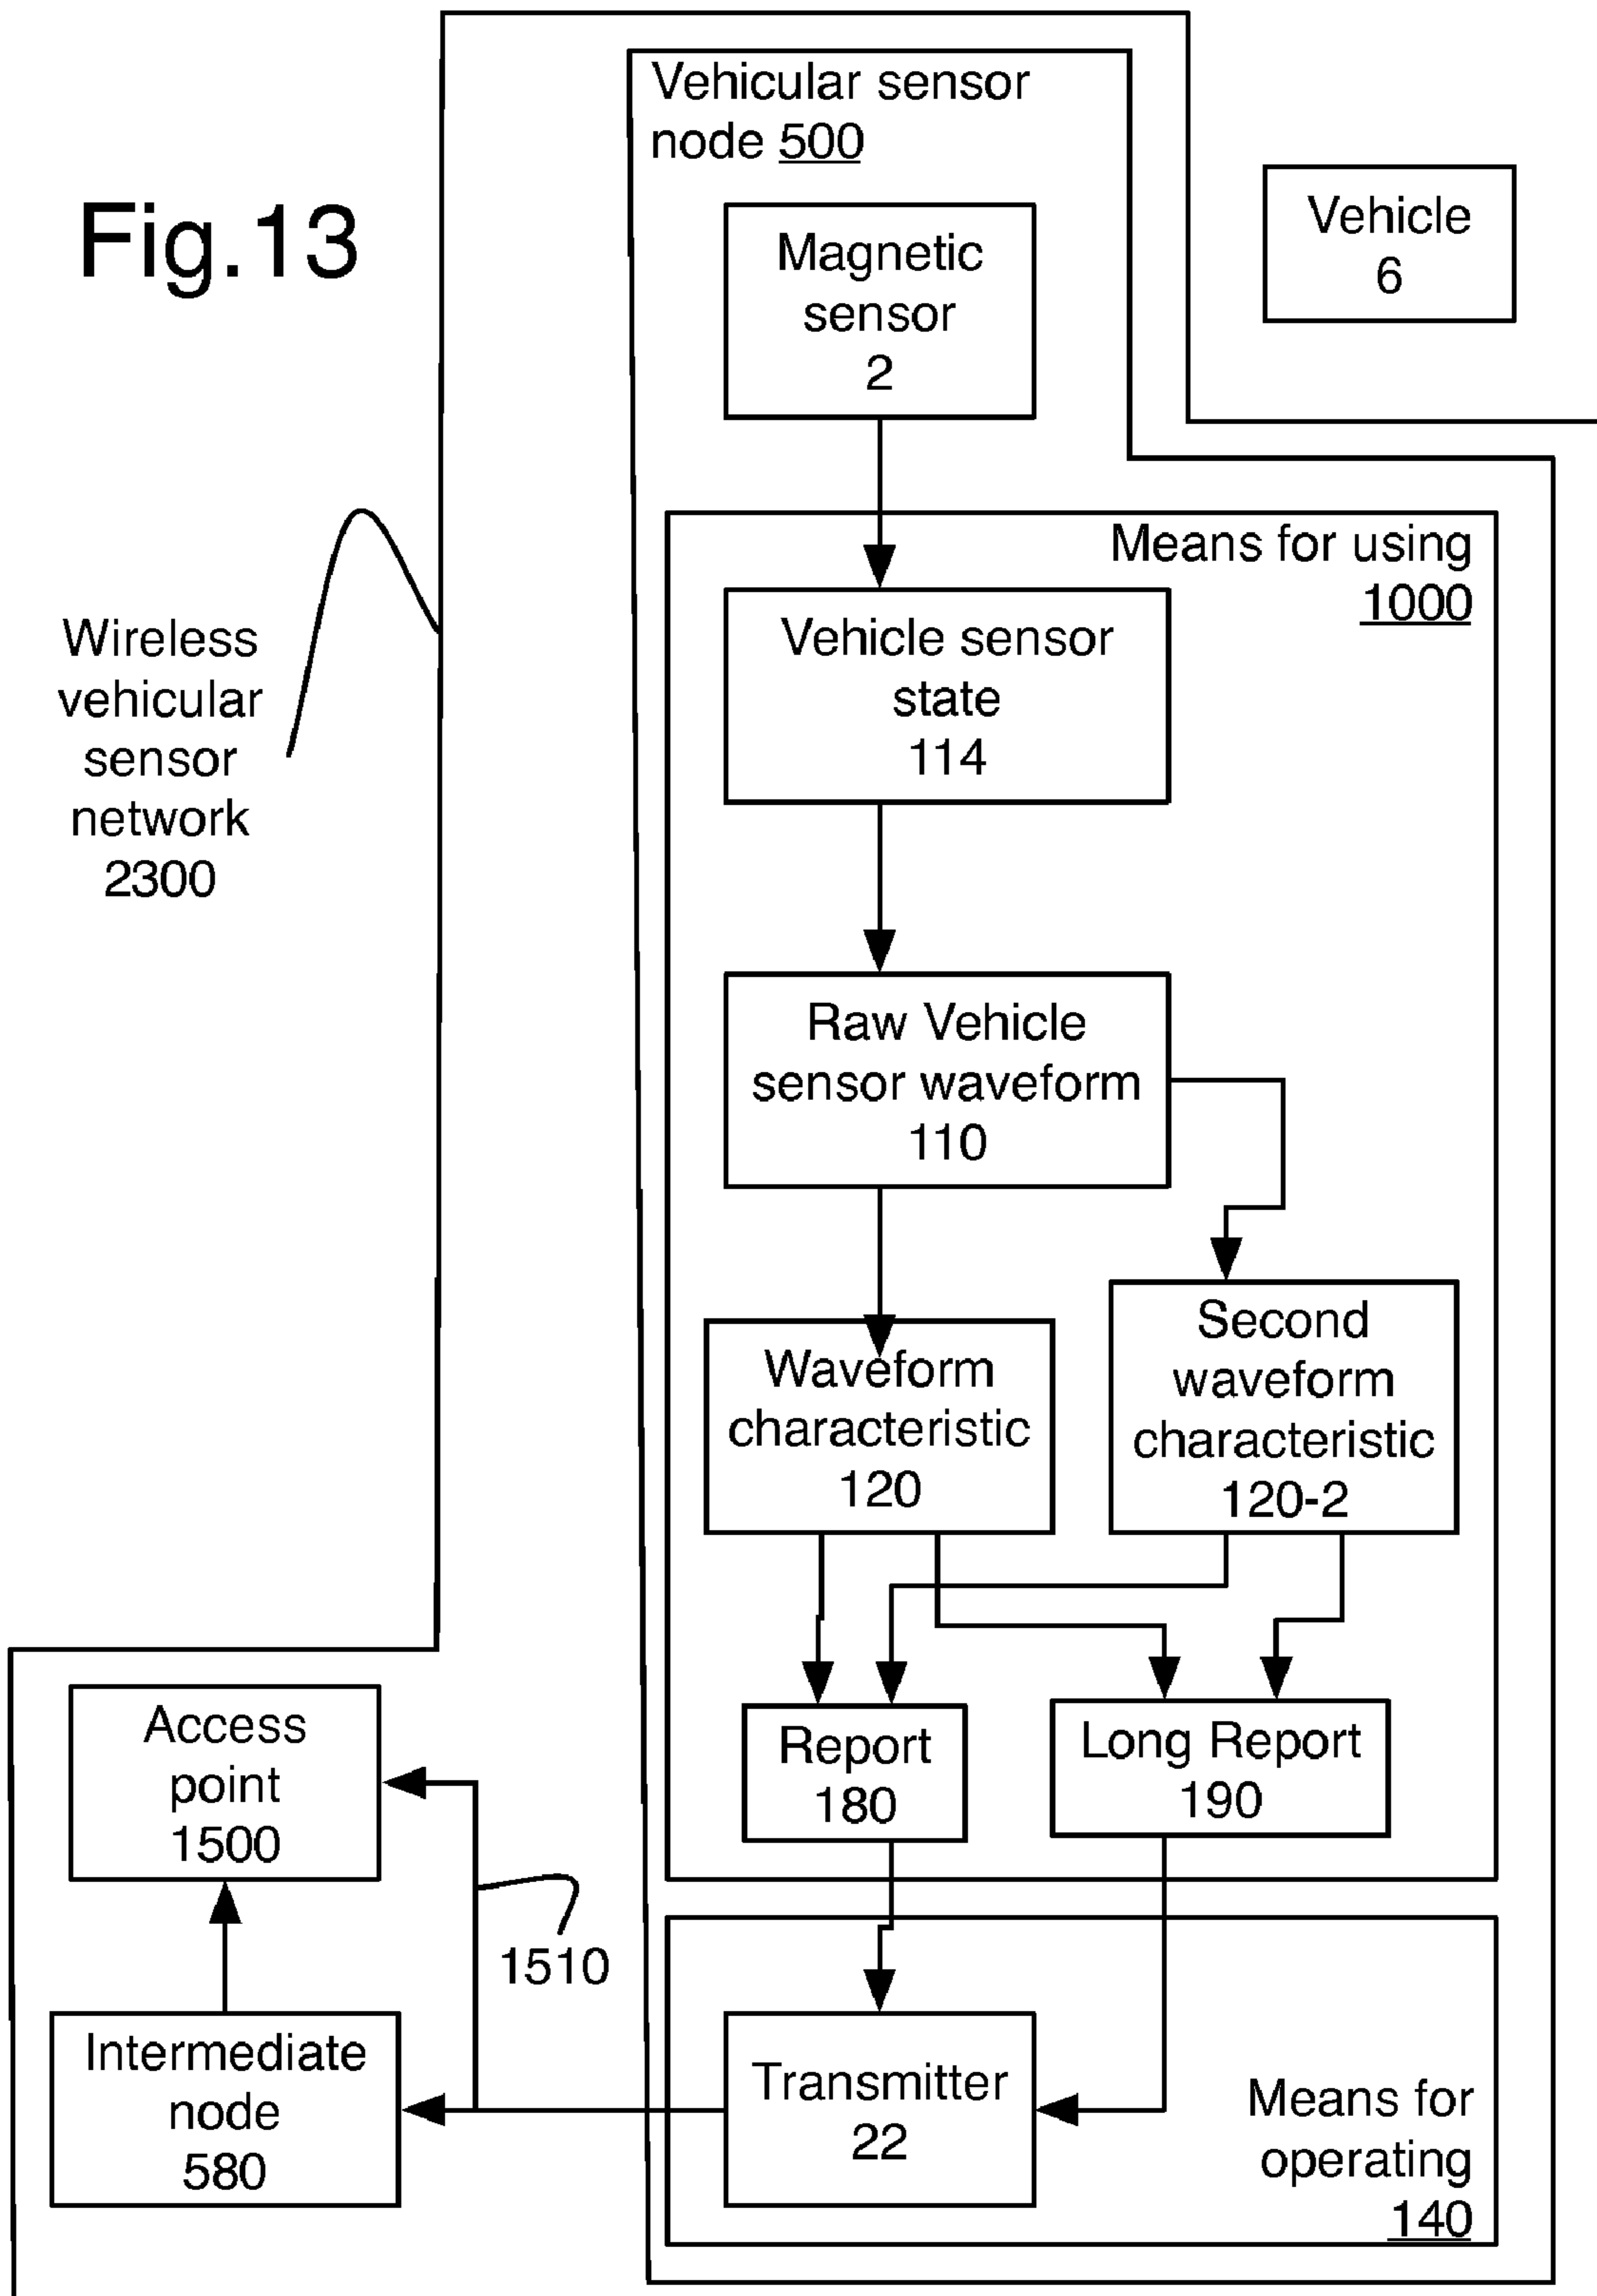 Fig.13
Vehicular sensor
node 500
Vehicle
6
Magnetic
sensor
2
Means for using
1000
Wireless
vehicular
sensor
network
2300
Vehicle sensor
state
114
Raw Vehicle
sensor waveform
110
Waveform
characteristic
120
Second
waveform
characteristic
120-2
Report
180
Long Report
190
Access
point
1500
1510
Intermediate
node
580
Transmitter
22
Means for
operating
140